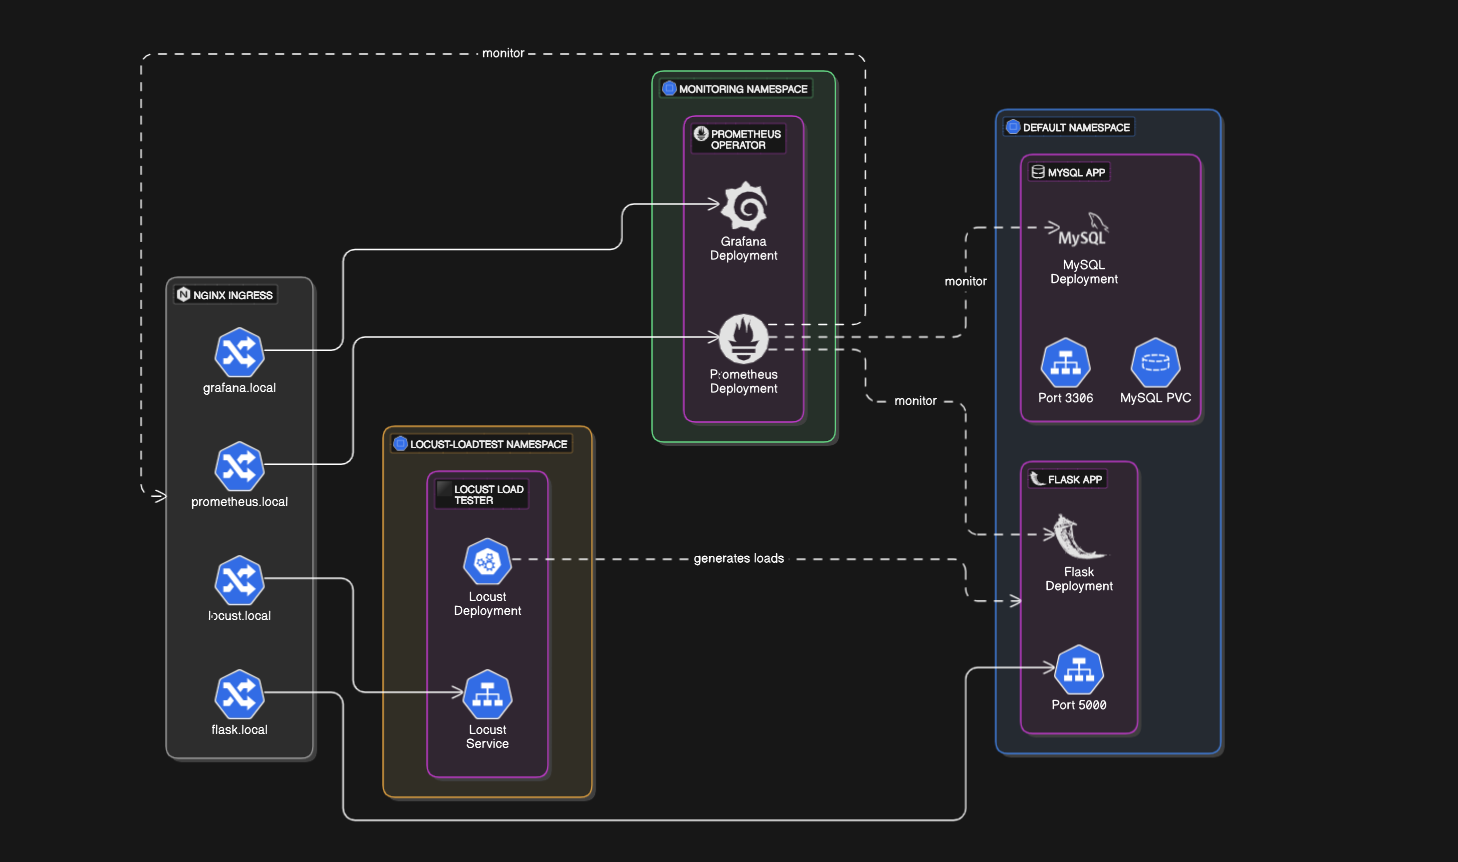 monitor
MONITORING NAMESPACE
PROMETHEUS
OPERATOR
Grafana
Deployment
Prometheus
Deployment
DEFAULT NAMESPACE
MYSQL APP
MySQL
MySQL
Deployment
Port 3306
MySQL PVC
monitor
monitor
NGINX INGRESS
grafana.local
prometheus.local
locust.local
flask.local
LOCUST-LOADTEST NAMESPACE
LOCUST LOAD
TESTER
Locust
Deployment
Locust
Service
generates loads
FLASK APP
Flask
Deployment
Port 5000